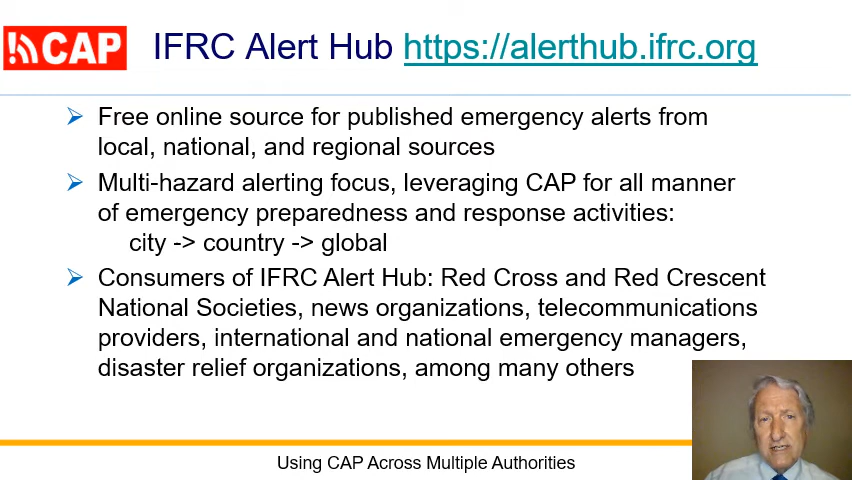 CAP
IFRC Alert Hub https://alerthub.ifrc.org
Free online source for published emergency alerts from
local, national, and regional sources
Multi-hazard alerting focus, leveraging CAP for all manner
of emergency preparedness and response activities:
city -> country -> global
Consumers of IFRC Alert Hub: Red Cross and Red Crescent
National Societies, news organizations, telecommunications
providers, international and national emergency managers,
disaster relief organizations, among many others
Using CAP Across Multiple Authorities